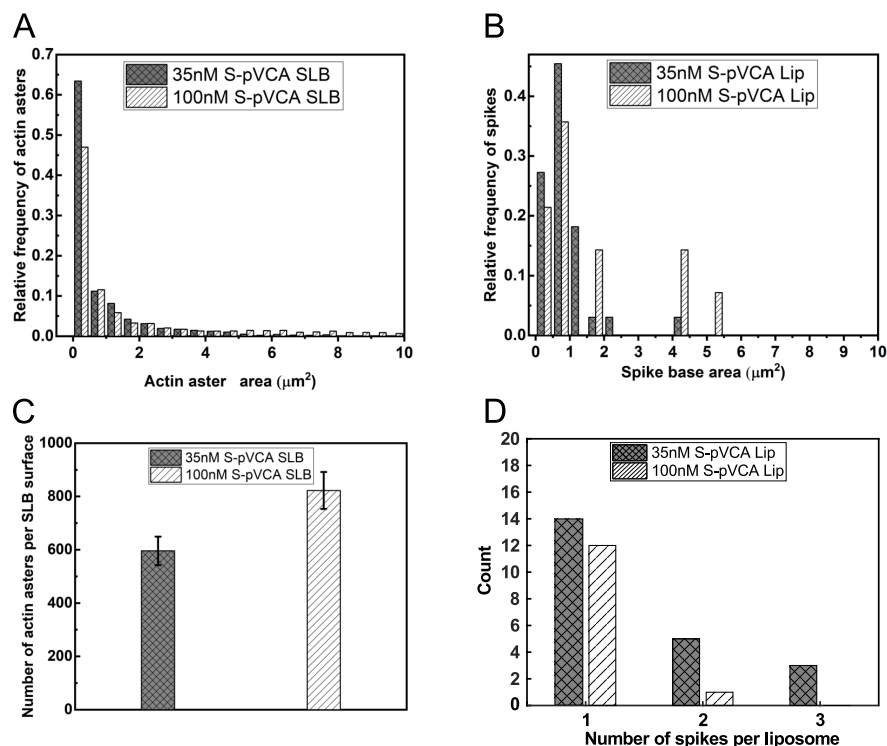 A
Relative frequency of actin asters
0.7
0.6
0.5
0.4
0.3
0.2
0.1
0.0
35nM S-pVCA SLB
100nM S-pVCA SLB
0 2 4 6 8 10
Actin aster area (μm²)
B
Relative frequency of spikes
0.4
0.3
0.2
0.1
0.0
35nM S-pVCA Lip
100nM S-pVCA Lip
0 1 2 3 4 5 6 7 8 9 10
Spike base area (μm²)
C
Number of actin asters per SLB surface
1000
800
600
400
200
0
35nM S-pVCA SLB
100nM S-pVCA SLB
D
Count
20
18
16
14
12
10
8
6
4
2
0
35nM S-pVCA Lip
100nM S-pVCA Lip
1 2 3
Number of spikes per liposome